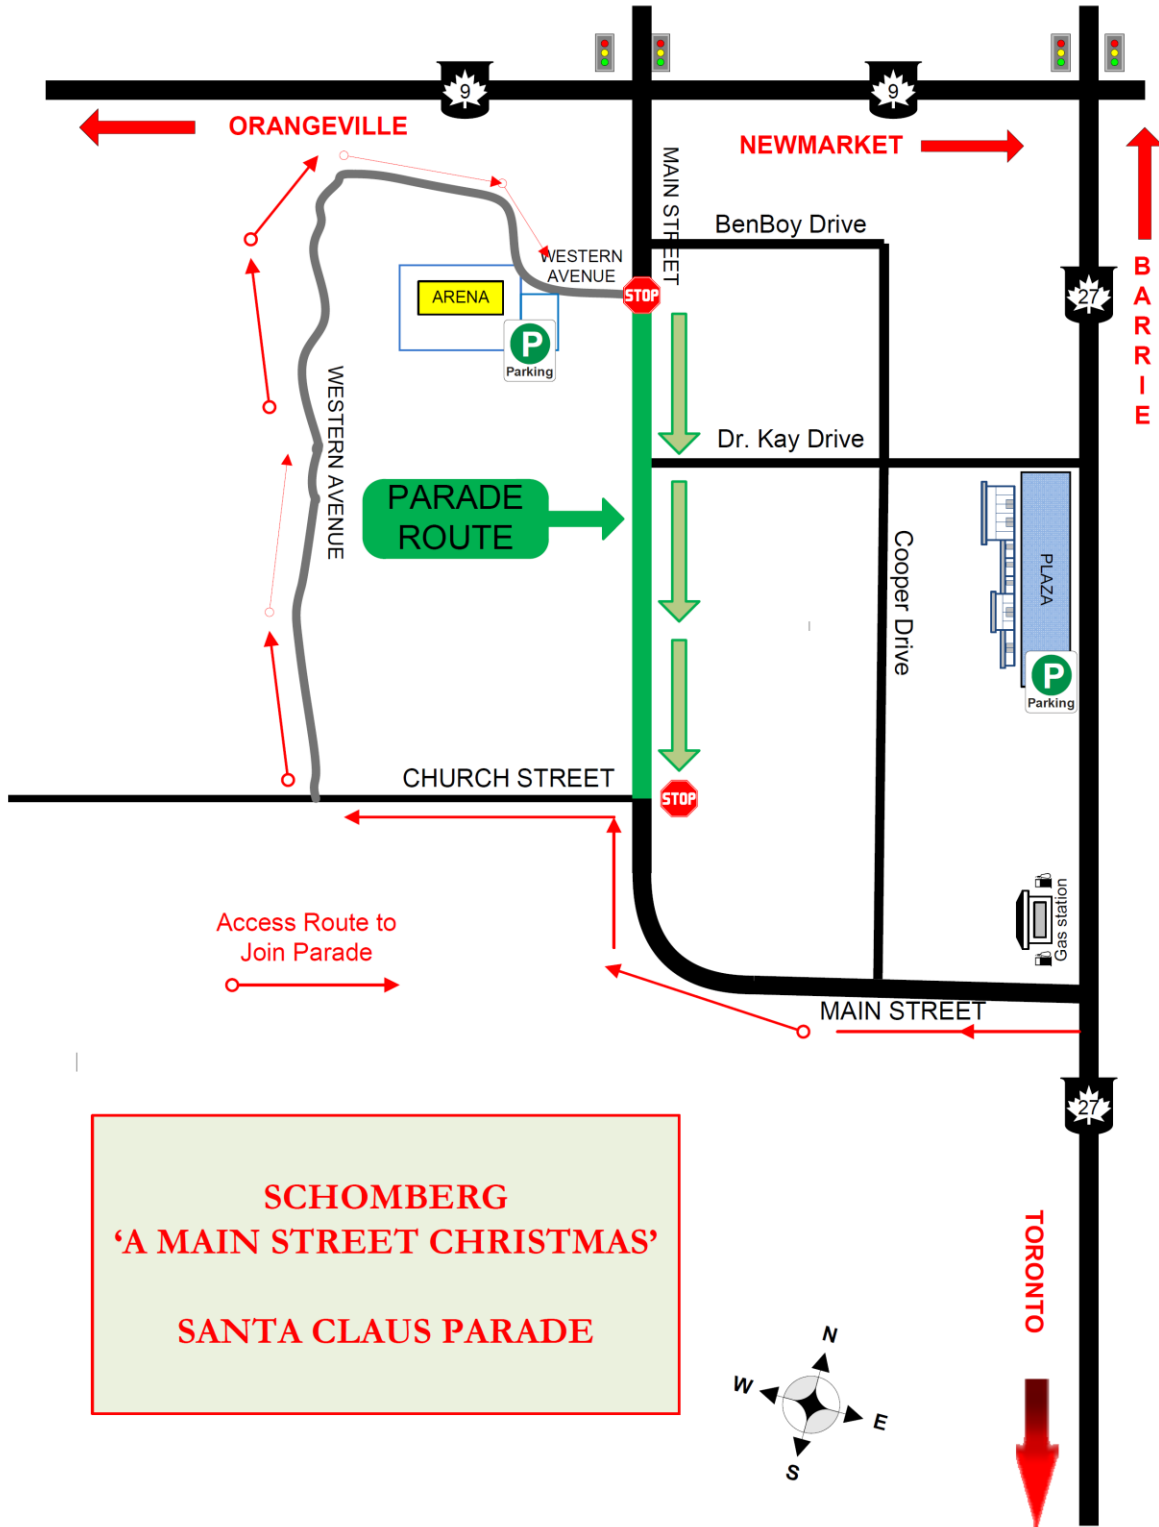 9
9
ORANGEVILLE
NEWMARKET
MAIN STREET
BenBoy Drive
WESTERN
AVENUE
STOP
ARENA
P
Parking
27
BARRIE
WESTERN AVENUE
Dr. Kay Drive
PARADE
ROUTE
Cooper Drive
PLAZA
P
Parking
CHURCH STREET
STOP
Gas station
Access Route to
Join Parade
MAIN STREET
27
SCHOMBERG
‘A MAIN STREET CHRISTMAS’
SANTA CLAUS PARADE
TORONTO
N
W
E
S